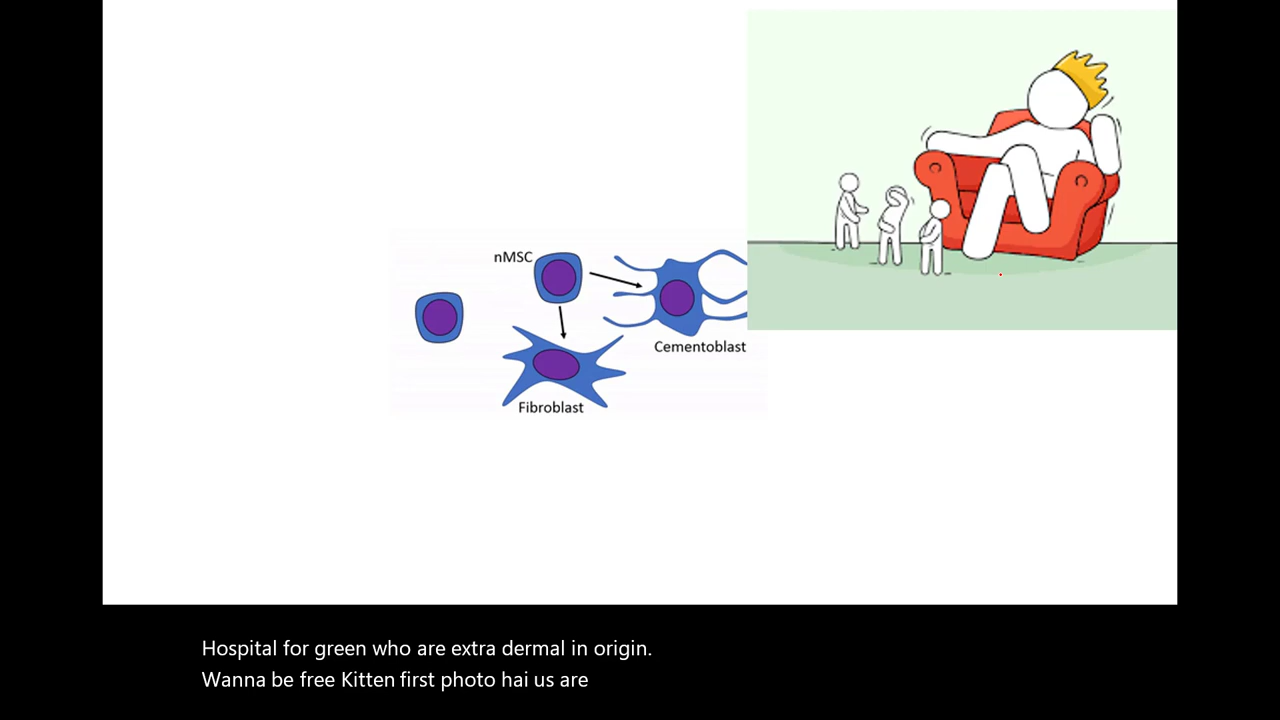 nMSC
Cementoblast
Fibroblast
Hospital for green who are extra dermal in origin.
Wanna be free Kitten first photo hai us are